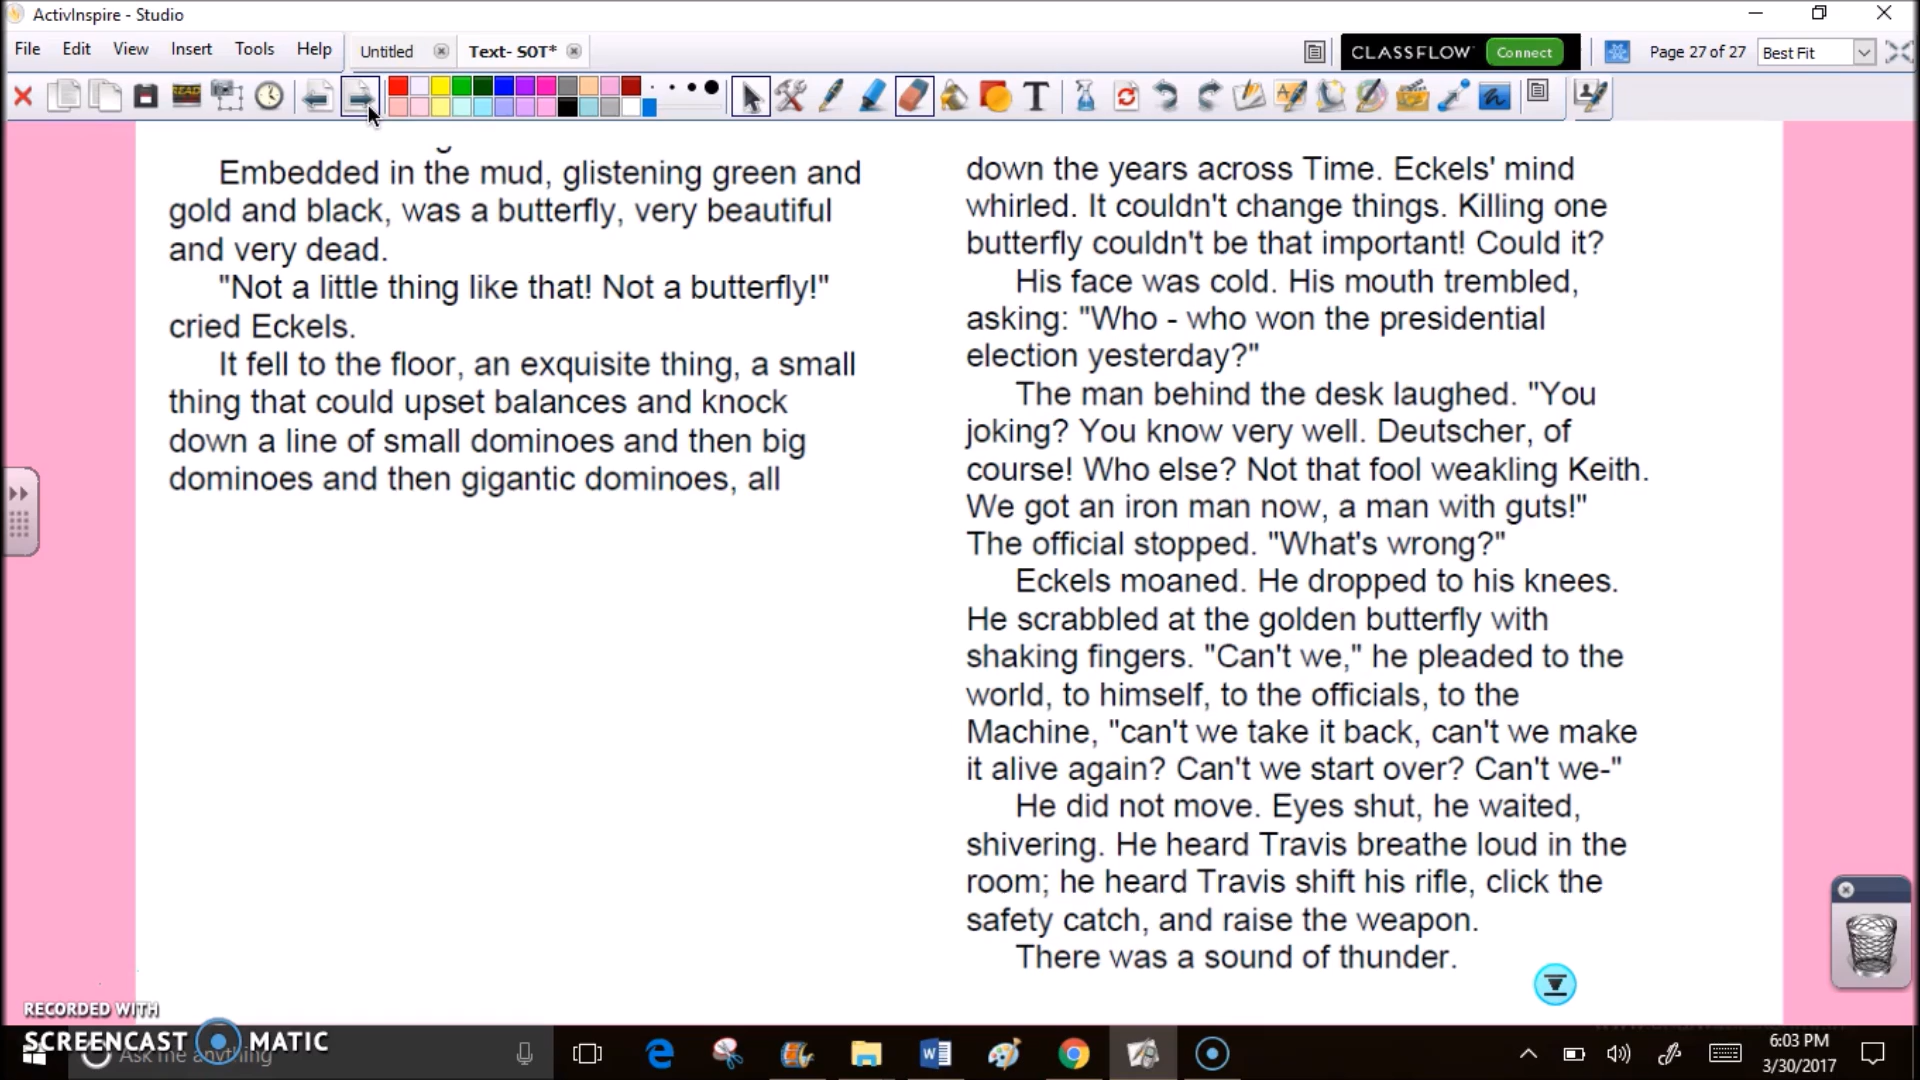 ActivInspire - Studio
File Edit View Insert Tools Help
Untitled
Text- SOT*
CLASSFLOW Connect
Page 27 of 27
Best Fit
READ
Embedded in the mud, glistening green and
gold and black, was a butterfly, very beautiful
and very dead.
"Not a little thing like that! Not a butterfly!"
cried Eckels.
It fell to the floor, an exquisite thing, a small
thing that could upset balances and knock
down a line of small dominoes and then big
dominoes and then gigantic dominoes, all
down the years across Time. Eckels' mind
whirled. It couldn't change things. Killing one
butterfly couldn't be that important! Could it?
His face was cold. His mouth trembled,
asking: "Who - who won the presidential
election yesterday?"
The man behind the desk laughed. "You
joking? You know very well. Deutscher, of
course! Who else? Not that fool weakling Keith.
We got an iron man now, a man with guts!"
The official stopped. "What's wrong?"
Eckels moaned. He dropped to his knees.
He scrabbled at the golden butterfly with
shaking fingers. "Can't we," he pleaded to the
world, to himself, to the officials, to the
Machine, "can't we take it back, can't we make
it alive again? Can't we start over? Can't we-"
He did not move. Eyes shut, he waited,
shivering. He heard Travis breathe loud in the
room; he heard Travis shift his rifle, click the
safety catch, and raise the weapon.
There was a sound of thunder.
RECORDED WITH
SCREENCAST MATIC
Ask me anything
6:03 PM
3/30/2017